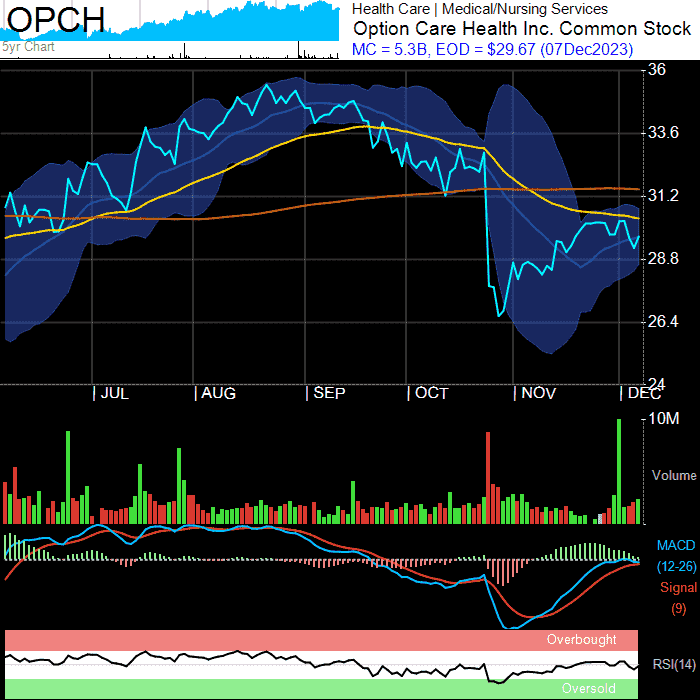 OPCH
5yr Chart
Health Care | Medical/Nursing Services
Option Care Health Inc. Common Stock
MC = 5.3B, EOD = $29.67 (07Dec2023)
36
33.6
31.2
28.8
26.4
24
JUL AUG SEP OCT NOV DEC
10M
Volume
MACD
(12-26)
Signal
(9)
Overbought
RSI(14)
Oversold